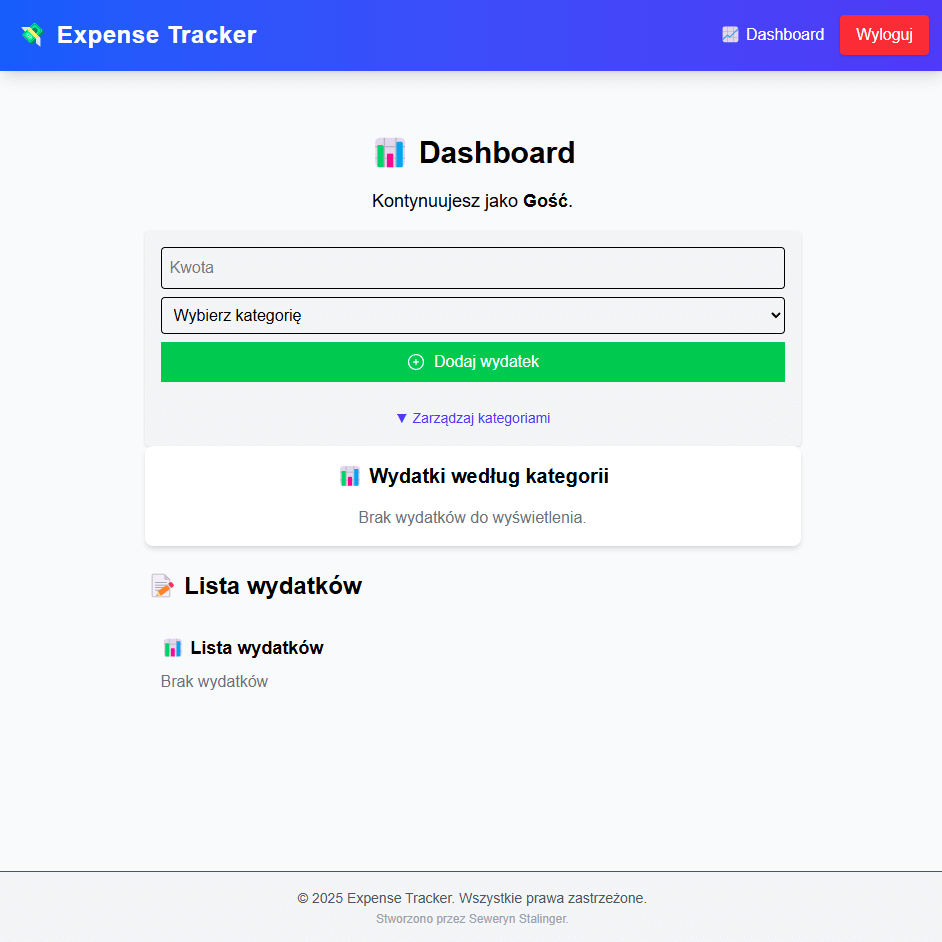 Expense Tracker
Dashboard
Wyloguj
Dashboard
Kontynuujesz jako Gość.
Kwota
Wybierz kategorię
Dodaj wydatek
▼ Zarządzaj kategoriami
Wydatki według kategorii
Brak wydatków do wyświetlenia.
Lista wydatków
Lista wydatków
Brak wydatków
© 2025 Expense Tracker. Wszystkie prawa zastrzeżone.
Stworzono przez Seweryn Stalinger.